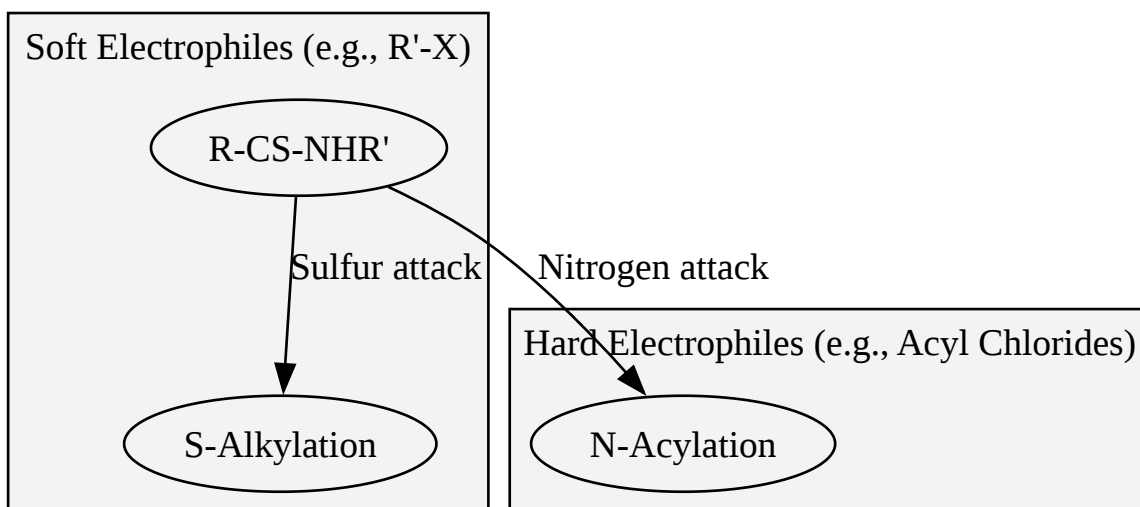 Soft Electrophiles (e.g., R'-X)
R-CS-NHR'
Sulfur attack
Nitrogen attack
Hard Electrophiles (e.g., Acyl Chlorides)
S-Alkylation
N-Acylation